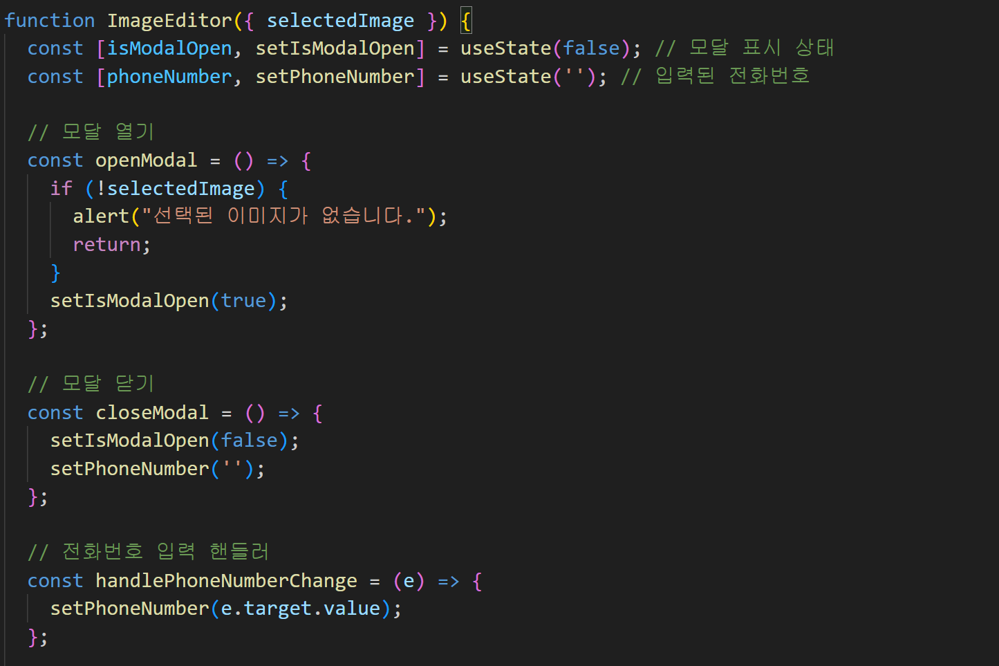 function ImageEditor({ selectedImage }) {
  const [isModalOpen, setIsModalOpen] = useState(false); // 모달 표시 상태
  const [phoneNumber, setPhoneNumber] = useState(''); // 입력된 전화번호

  // 모달 열기
  const openModal = () => {
    if (!selectedImage) {
      alert("선택된 이미지가 없습니다.");
      return;
    }
    setIsModalOpen(true);
  };

  // 모달 닫기
  const closeModal = () => {
    setIsModalOpen(false);
    setPhoneNumber('');
  };

  // 전화번호 입력 핸들러
  const handlePhoneNumberChange = (e) => {
    setPhoneNumber(e.target.value);
  };